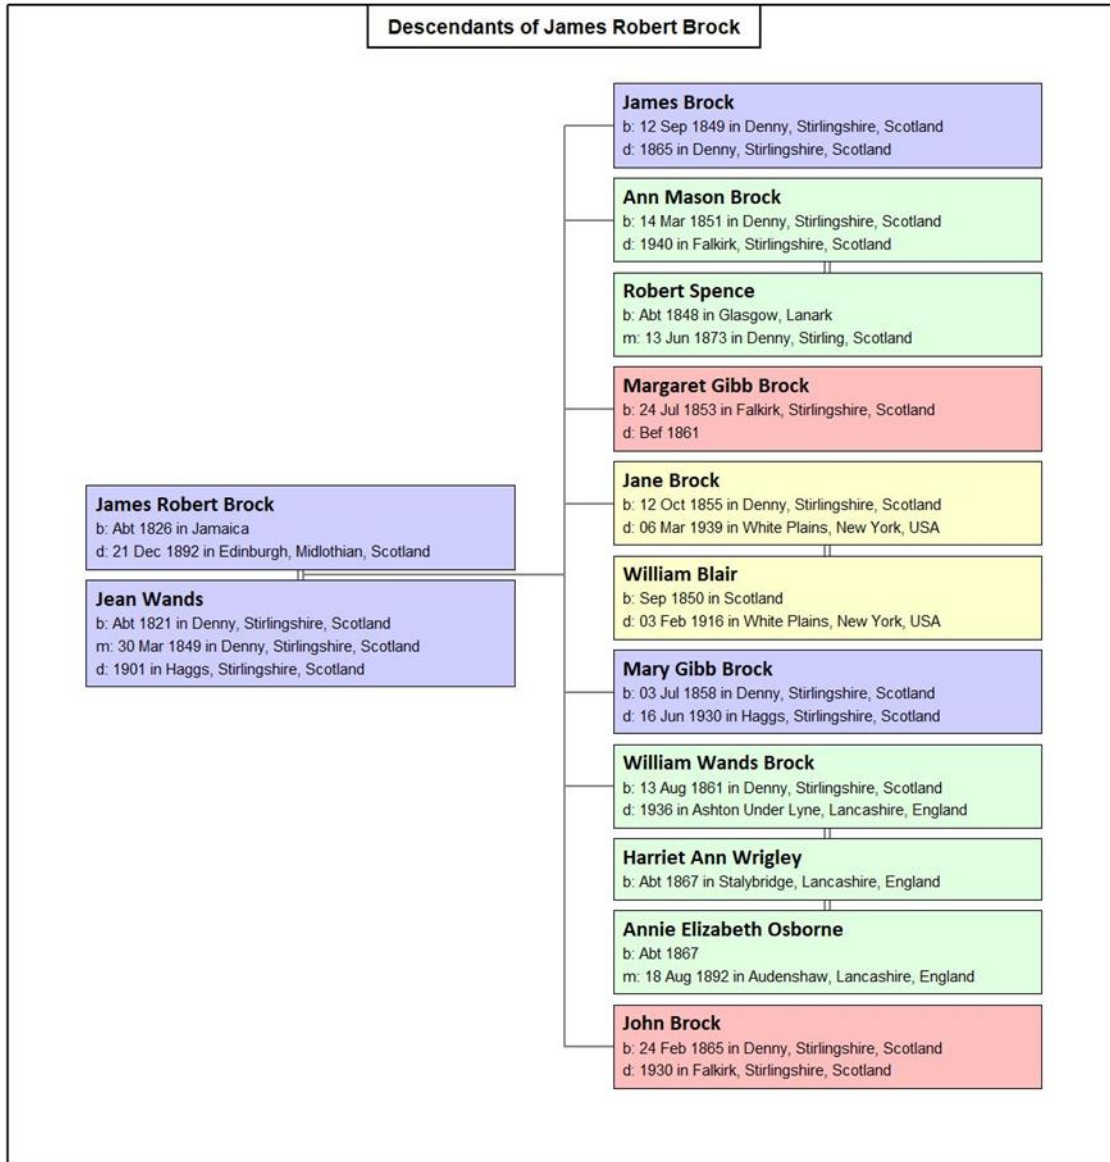 Descendants of James Robert Brock
James Robert Brock
b: Abt 1826 in Jamaica
d: 21 Dec 1892 in Edinburgh, Midlothian, Scotland
Jean Wands
b: Abt 1821 in Denny, Stirlingshire, Scotland
m: 30 Mar 1849 in Denny, Stirlingshire, Scotland
d: 1901 in Haggs, Stirlingshire, Scotland
James Brock
b: 12 Sep 1849 in Denny, Stirlingshire, Scotland
d: 1865 in Denny, Stirlingshire, Scotland
Ann Mason Brock
b: 14 Mar 1851 in Denny, Stirlingshire, Scotland
d: 1940 in Falkirk, Stirlingshire, Scotland
Robert Spence
b: Abt 1848 in Glasgow, Lanark
m: 13 Jun 1873 in Denny, Stirling, Scotland
Margaret Gibb Brock
b: 24 Jul 1853 in Falkirk, Stirlingshire, Scotland
d: Bef 1861
Jane Brock
b: 12 Oct 1855 in Denny, Stirlingshire, Scotland
d: 06 Mar 1939 in White Plains, New York, USA
William Blair
b: Sep 1850 in Scotland
d: 03 Feb 1916 in White Plains, New York, USA
Mary Gibb Brock
b: 03 Jul 1858 in Denny, Stirlingshire, Scotland
d: 16 Jun 1930 in Haggs, Stirlingshire, Scotland
William Wands Brock
b: 13 Aug 1861 in Denny, Stirlingshire, Scotland
d: 1936 in Ashton Under Lyne, Lancashire, England
Harriet Ann Wrigley
b: Abt 1867 in Stalybridge, Lancashire, England
Annie Elizabeth Osborne
b: Abt 1867
m: 18 Aug 1892 in Audenshaw, Lancashire, England
John Brock
b: 24 Feb 1865 in Denny, Stirlingshire, Scotland
d: 1930 in Falkirk, Stirlingshire, Scotland